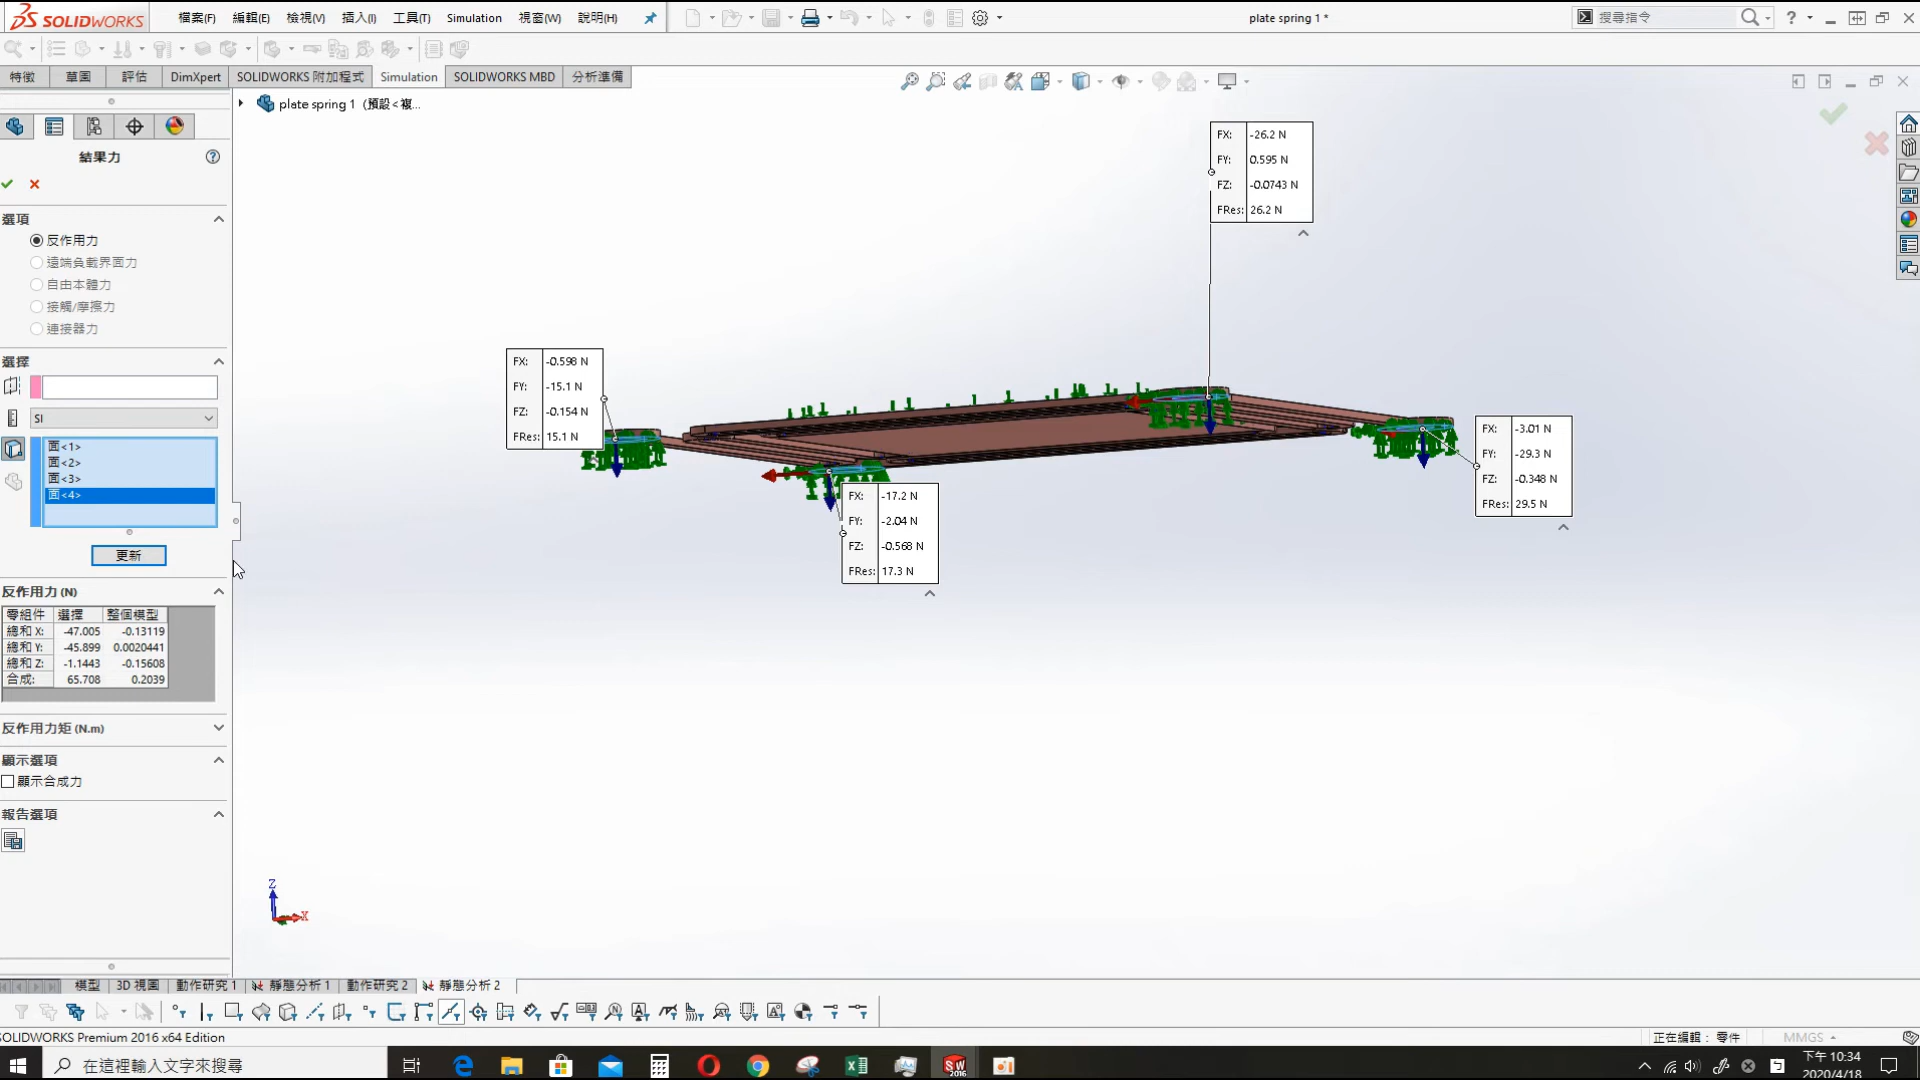 SOLIDWORKS 檔案(F) 編輯(E) 檢視(V) 插入(I) 工具(T) Simulation 視窗(W) 說明(H) plate spring 1 * 搜尋指令 ?
特徵 草圖 評估 DimXpert SOLIDWORKS 附加程式 Simulation SOLIDWORKS MBD 分析準備
plate spring 1 (預設<複...
結果力
選項
反作用力
遠端負載界面力
自由本體力
接觸/摩擦力
連接器力
選擇
SI
面<1>
面<2>
面<3>
面<4>
更新
反作用力 (N)
零組件 選擇 整個模型
總和 X: -47.005 -0.13119
總和 Y: -45.899 0.0020441
總和 Z: -1.1443 -0.15608
合成: 65.708 0.2039
反作用力矩 (N.m)
顯示選項
顯示合成力
報告選項
FX: -26.2 N
FY: 0.595 N
FZ: -0.0743 N
FRes: 26.2 N
FX: -0.598 N
FY: -15.1 N
FZ: -0.154 N
FRes: 15.1 N
FX: -3.01 N
FY: -29.3 N
FZ: -0.348 N
FRes: 29.5 N
FX: -17.2 N
FY: -2.04 N
FZ: -0.568 N
FRes: 17.3 N
Z
X
模型 3D 視圖 動作研究 1 靜態分析 1 動作研究 2 靜態分析 2
SOLIDWORKS Premium 2016 x64 Edition 正在編輯: 零件 MMGS
在這裡輸入文字來搜尋
下午 10:34
2020/4/18